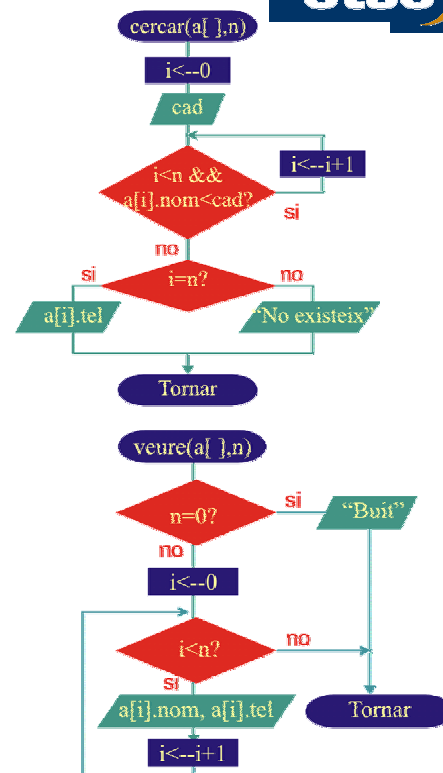 cercar(a[ ],n)
i<--0
cad
i<n &&
a[i].nom<cad?
i<--i+1
si
no
i=n?
si
no
a[i].tel
“No existeix”
Tornar
veure(a[ ],n)
n=0?
si
“Buit”
no
i<--0
i<n?
no
si
a[i].nom, a[i].tel
Tornar
i<--i+1